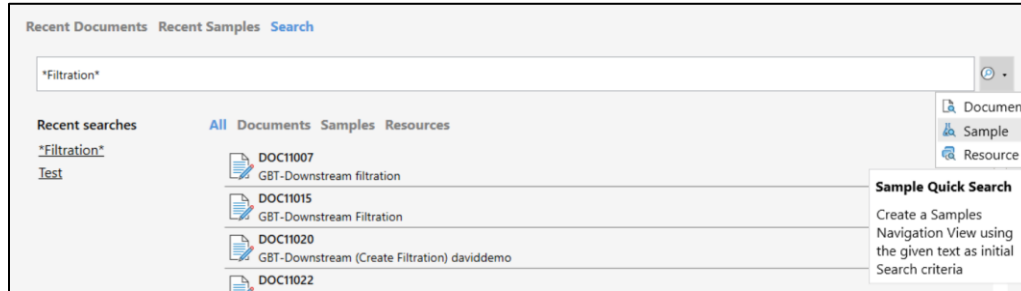 Recent Documents Recent Samples Search
*Filtration*
Documen
Sample
Resource
Recent searches
*Filtration*
Test
All Documents Samples Resources
DOC11007
GBT-Downstream filtration
DOC11015
GBT-Downstream Filtration
DOC11020
GBT-Downstream (Create Filtration) daviddemo
DOC11022
Sample Quick Search
Create a Samples
Navigation View using
the given text as initial
Search criteria